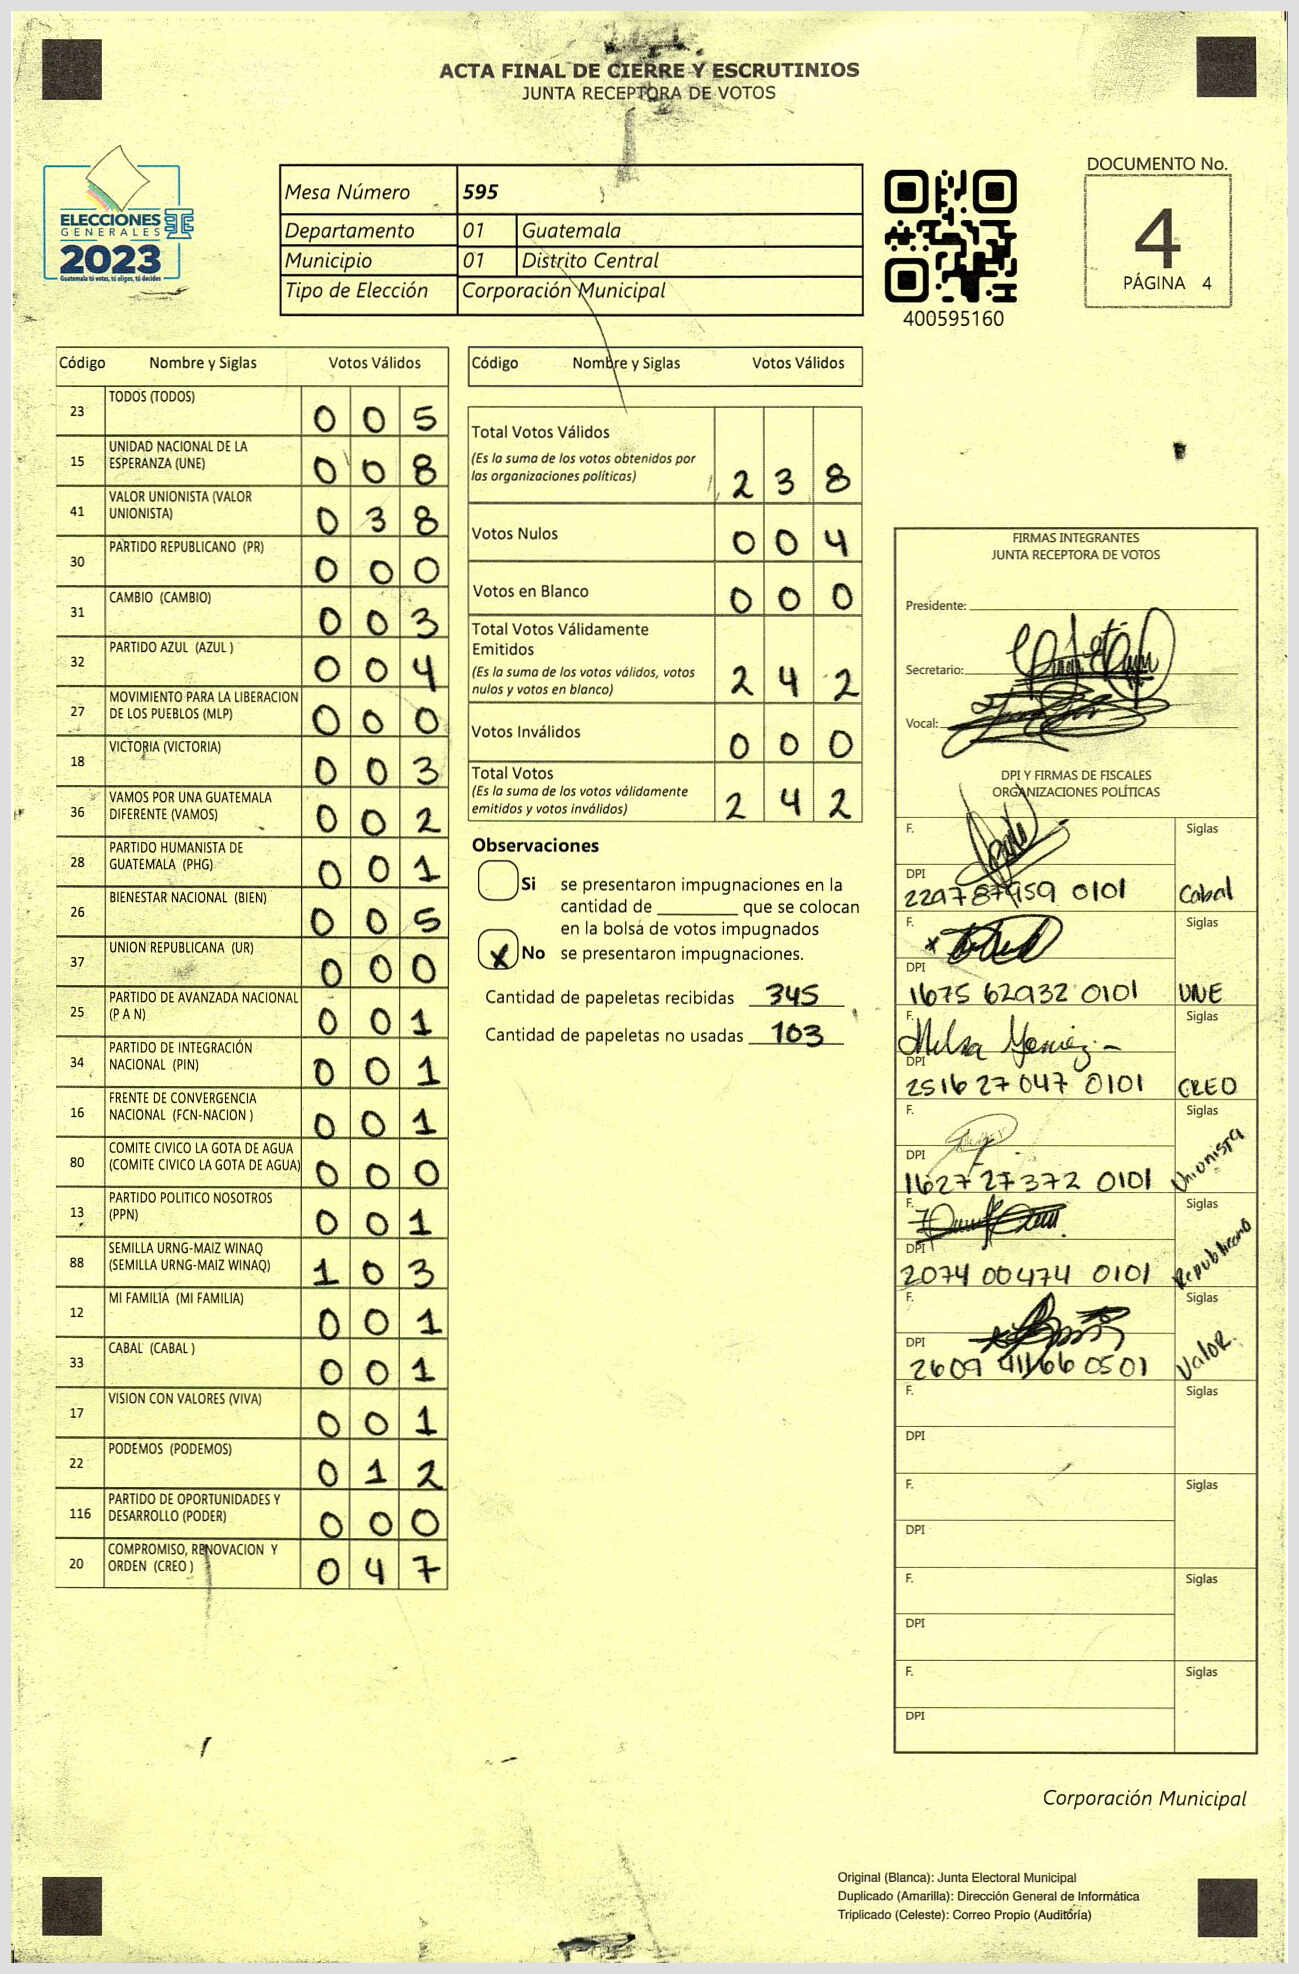 ACTA FINAL DE CIERRE Y ESCRUTINIOS
JUNTA RECEPTORA DE VOTOS
ELECCIONES
GENERALES
2023
Guatemala tú votas, tú eliges, tú decides
Mesa Número 595
Departamento 01 Guatemala
Municipio 01 Distrito Central
Tipo de Elección Corporación Municipal
400595160
DOCUMENTO No.
4
PÁGINA 4
Código Nombre y Siglas Votos Válidos
23 TODOS (TODOS) 0 0 5
15 UNIDAD NACIONAL DE LA
ESPERANZA (UNE) 0 0 8
41 VALOR UNIONISTA (VALOR
UNIONISTA) 0 3 8
30 PARTIDO REPUBLICANO (PR) 0 0 0
31 CAMBIO (CAMBIO) 0 0 3
32 PARTIDO AZUL (AZUL ) 0 0 4
27 MOVIMIENTO PARA LA LIBERACION
DE LOS PUEBLOS (MLP) 0 0 0
18 VICTORIA (VICTORIA) 0 0 3
36 VAMOS POR UNA GUATEMALA
DIFERENTE (VAMOS) 0 0 2
28 PARTIDO HUMANISTA DE
GUATEMALA (PHG) 0 0 1
26 BIENESTAR NACIONAL (BIEN) 0 0 5
37 UNION REPUBLICANA (UR) 0 0 0
25 PARTIDO DE AVANZADA NACIONAL
(P A N) 0 0 1
34 PARTIDO DE INTEGRACIÓN
NACIONAL (PIN) 0 0 1
16 FRENTE DE CONVERGENCIA
NACIONAL (FCN-NACION ) 0 0 1
80 COMITE CIVICO LA GOTA DE AGUA
(COMITE CIVICO LA GOTA DE AGUA) 0 0 0
13 PARTIDO POLITICO NOSOTROS
(PPN) 0 0 1
88 SEMILLA URNG-MAIZ WINAQ
(SEMILLA URNG-MAIZ WINAQ) 1 0 3
12 MI FAMILIA (MI FAMILIA) 0 0 1
33 CABAL (CABAL ) 0 0 1
17 VISION CON VALORES (VIVA) 0 0 1
22 PODEMOS (PODEMOS) 0 1 2
116 PARTIDO DE OPORTUNIDADES Y
DESARROLLO (PODER) 0 0 0
20 COMPROMISO, RENOVACION Y
ORDEN (CREO ) 0 4 7
Código Nombre y Siglas Votos Válidos
Total Votos Válidos
(Es la suma de los votos obtenidos por
las organizaciones políticas) 2 3 8
Votos Nulos 0 0 4
Votos en Blanco 0 0 0
Total Votos Válidamente
Emitidos
(Es la suma de los votos válidos, votos
nulos y votos en blanco) 2 4 2
Votos Inválidos 0 0 0
Total Votos
(Es la suma de los votos válidamente
emitidos y votos inválidos) 2 4 2
Observaciones
Si se presentaron impugnaciones en la
cantidad de ________ que se colocan
en la bolsa de votos impugnados
X No se presentaron impugnaciones.
Cantidad de papeletas recibidas 345
Cantidad de papeletas no usadas 103
FIRMAS INTEGRANTES
JUNTA RECEPTORA DE VOTOS
Presidente:
Secretario:
Vocal:
DPI Y FIRMAS DE FISCALES
ORGANIZACIONES POLÍTICAS
F. Siglas
DPI
0101 Cabal
F. Siglas
DPI
1675 62932 0101 UNE
F. Siglas
DPI
2516 27047 0101 CREO
F. Siglas
DPI
1627 27372 0101 Unionista
F. Siglas
DPI
2074 00474 0101 Republicano
F. Siglas
DPI
2609 0501 Valor.
F. Siglas
DPI
F. Siglas
DPI
F. Siglas
DPI
F. Siglas
DPI
Corporación Municipal
Original (Blanca): Junta Electoral Municipal
Duplicado (Amarilla): Dirección General de Informática
Triplicado (Celeste): Correo Propio (Auditoría)